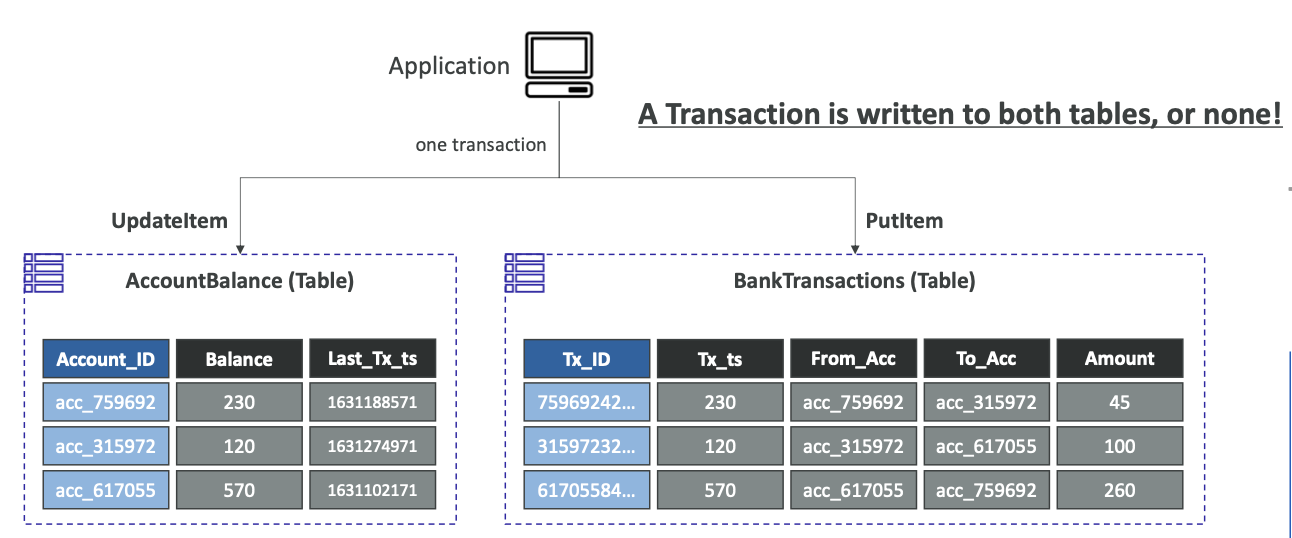 Application
A Transaction is written to both tables, or none!
one transaction
UpdateItem
PutItem
AccountBalance (Table)
Account_ID Balance Last_Tx_ts
acc_759692 230 1631188571
acc_315972 120 1631274971
acc_617055 570 1631102171
BankTransactions (Table)
Tx_ID Tx_ts From_Acc To_Acc Amount
75969242... 230 acc_759692 acc_315972 45
31597232... 120 acc_315972 acc_617055 100
61705584... 570 acc_617055 acc_759692 260